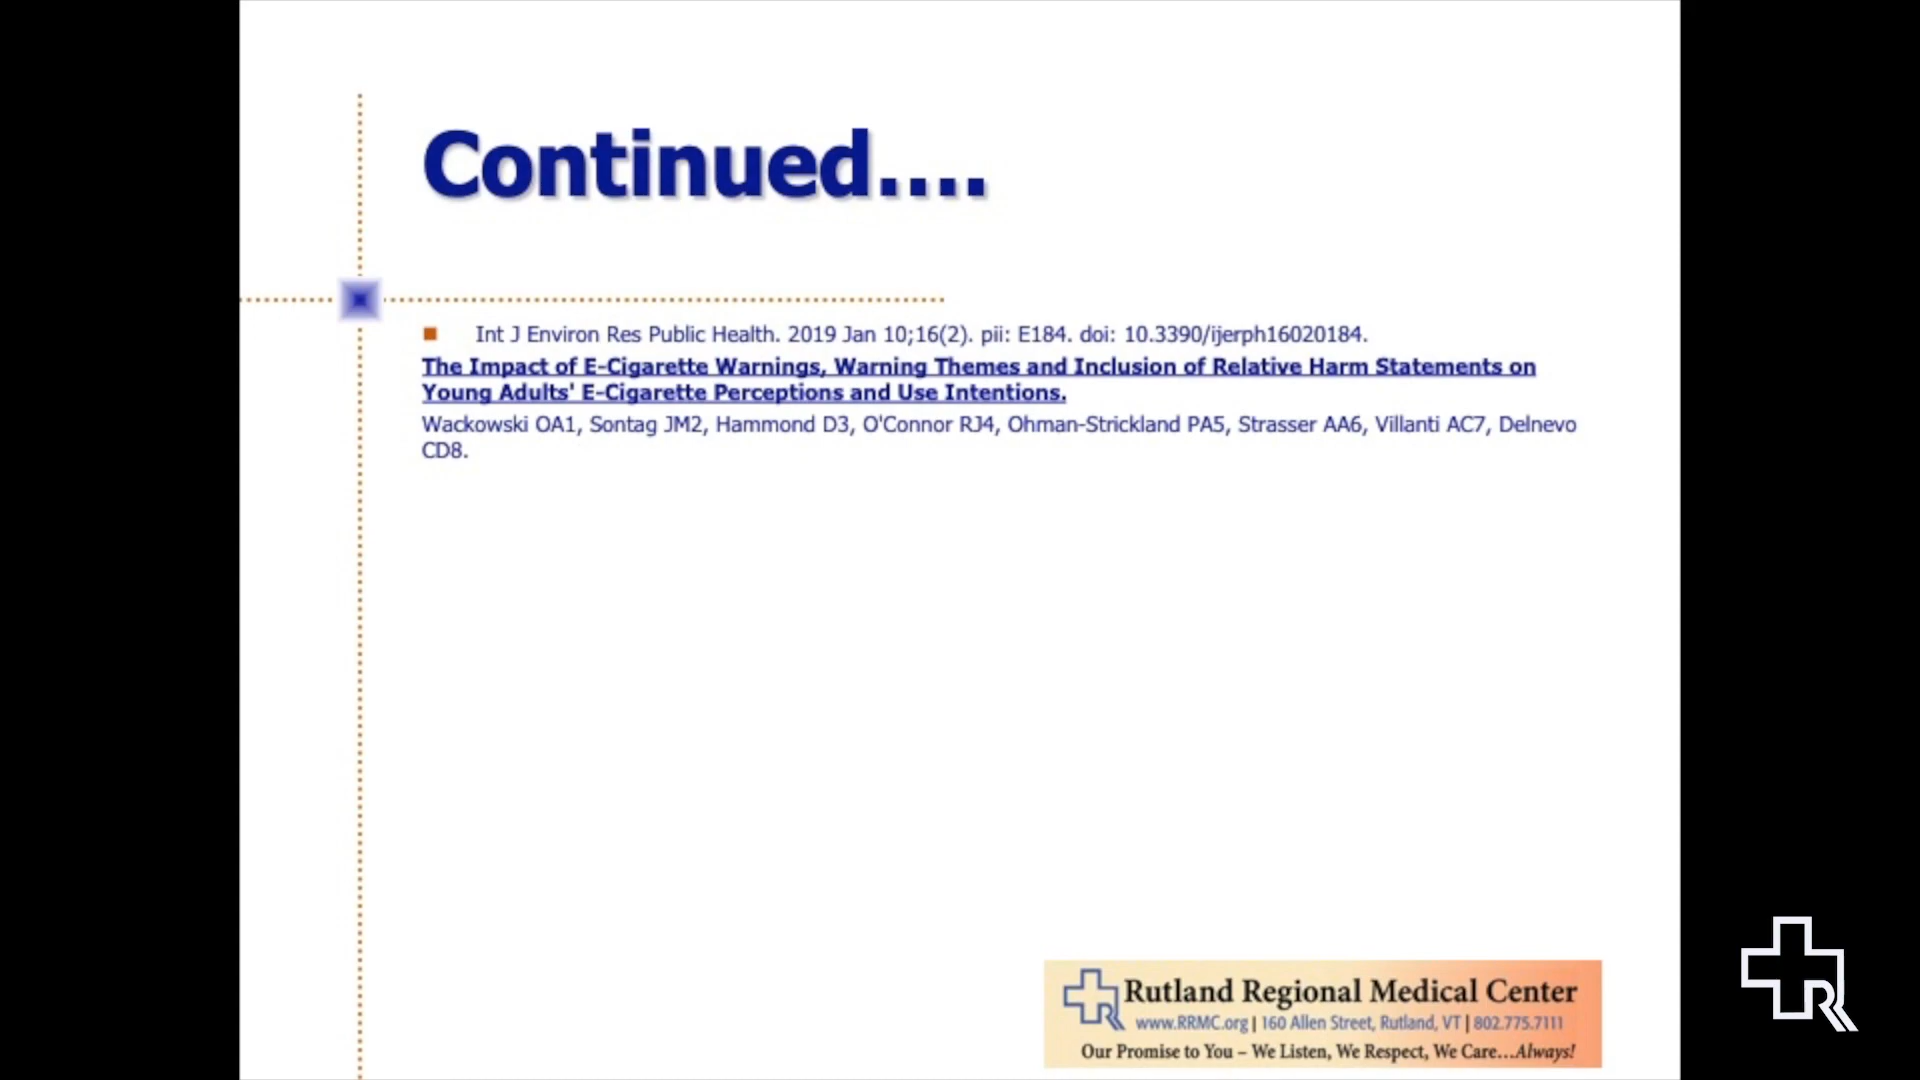 Continued....
Int J Environ Res Public Health. 2019 Jan 10;16(2). pii: E184. doi: 10.3390/ijerph16020184.
The Impact of E-Cigarette Warnings, Warning Themes and Inclusion of Relative Harm Statements on
Young Adults' E-Cigarette Perceptions and Use Intentions.
Wackowski OA1, Sontag JM2, Hammond D3, O'Connor RJ4, Ohman-Strickland PA5, Strasser AA6, Villanti AC7, Delnevo
CD8.
Rutland Regional Medical Center
www.RRMC.org | 160 Allen Street, Rutland, VT | 802.775.7111
Our Promise to You – We Listen, We Respect, We Care...Always!